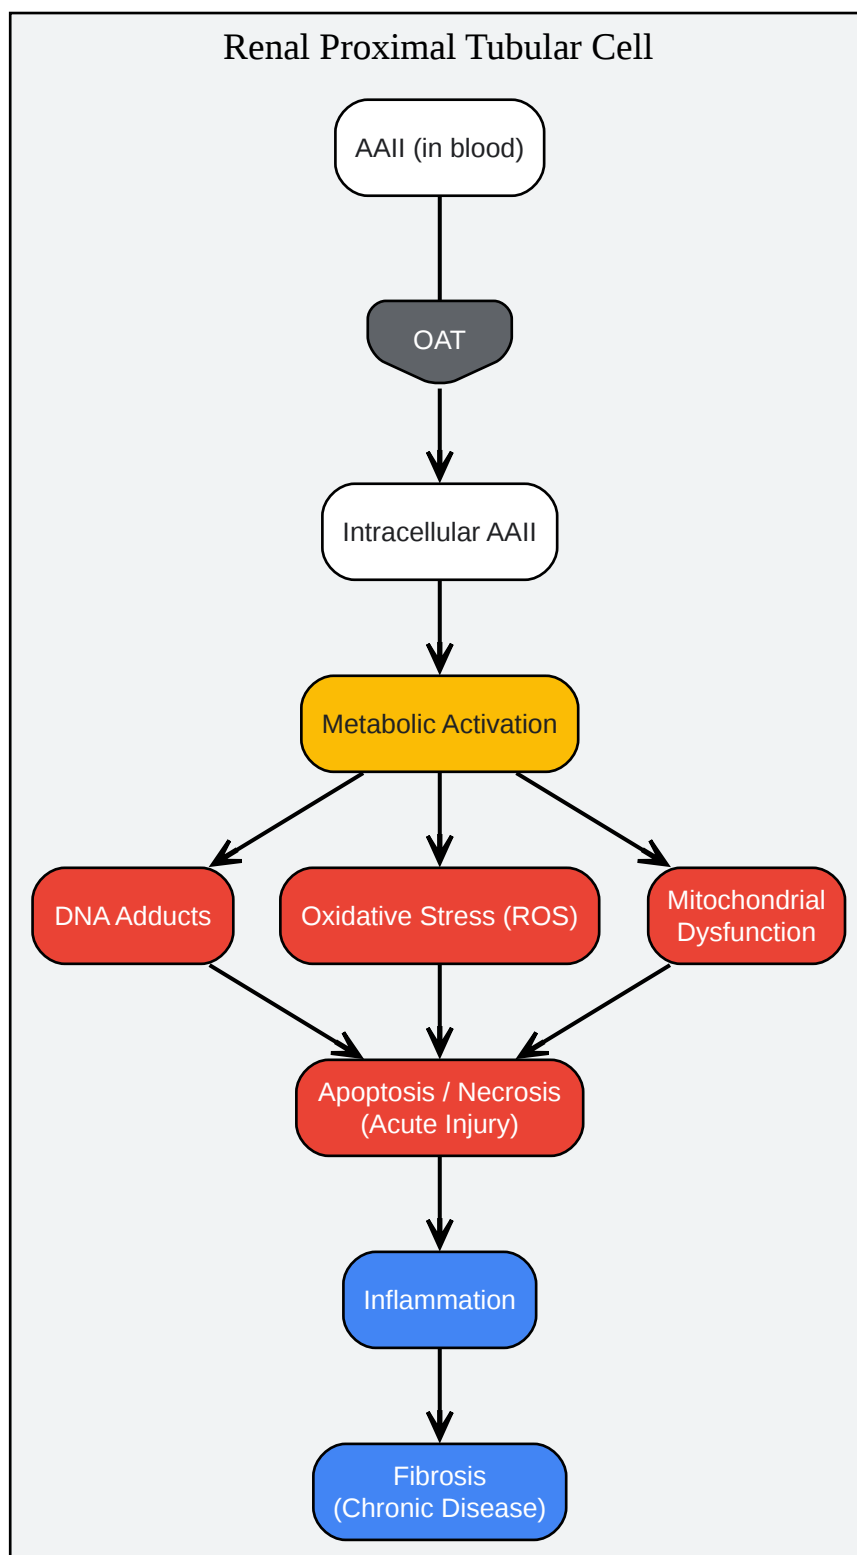 Renal Proximal Tubular Cell
AAII (in blood)
OAT
Intracellular AAII
Metabolic Activation
DNA Adducts
Oxidative Stress (ROS)
Mitochondrial
Dysfunction
Apoptosis / Necrosis
(Acute Injury)
Inflammation
Fibrosis
(Chronic Disease)